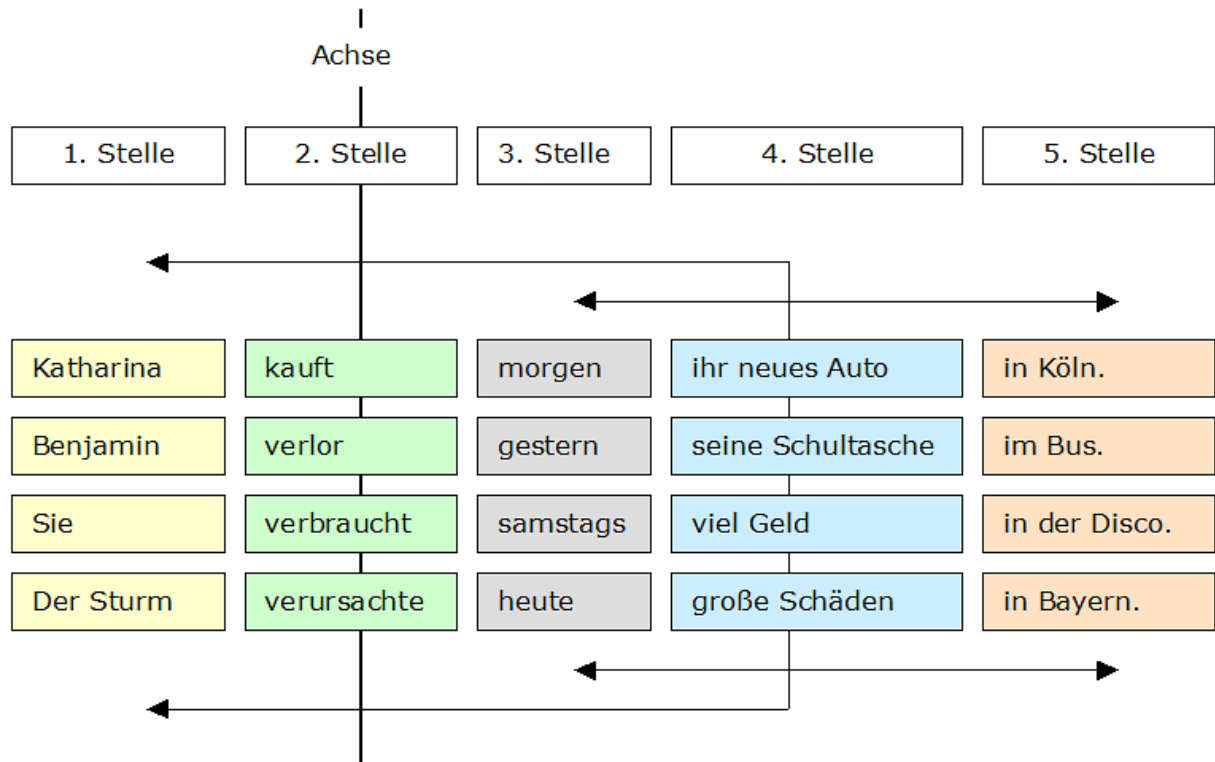 Achse
1. Stelle 2. Stelle 3. Stelle 4. Stelle 5. Stelle
Katharina kauft morgen ihr neues Auto in Köln.
Benjamin verlor gestern seine Schultasche im Bus.
Sie verbraucht samstags viel Geld in der Disco.
Der Sturm verursachte heute große Schäden in Bayern.